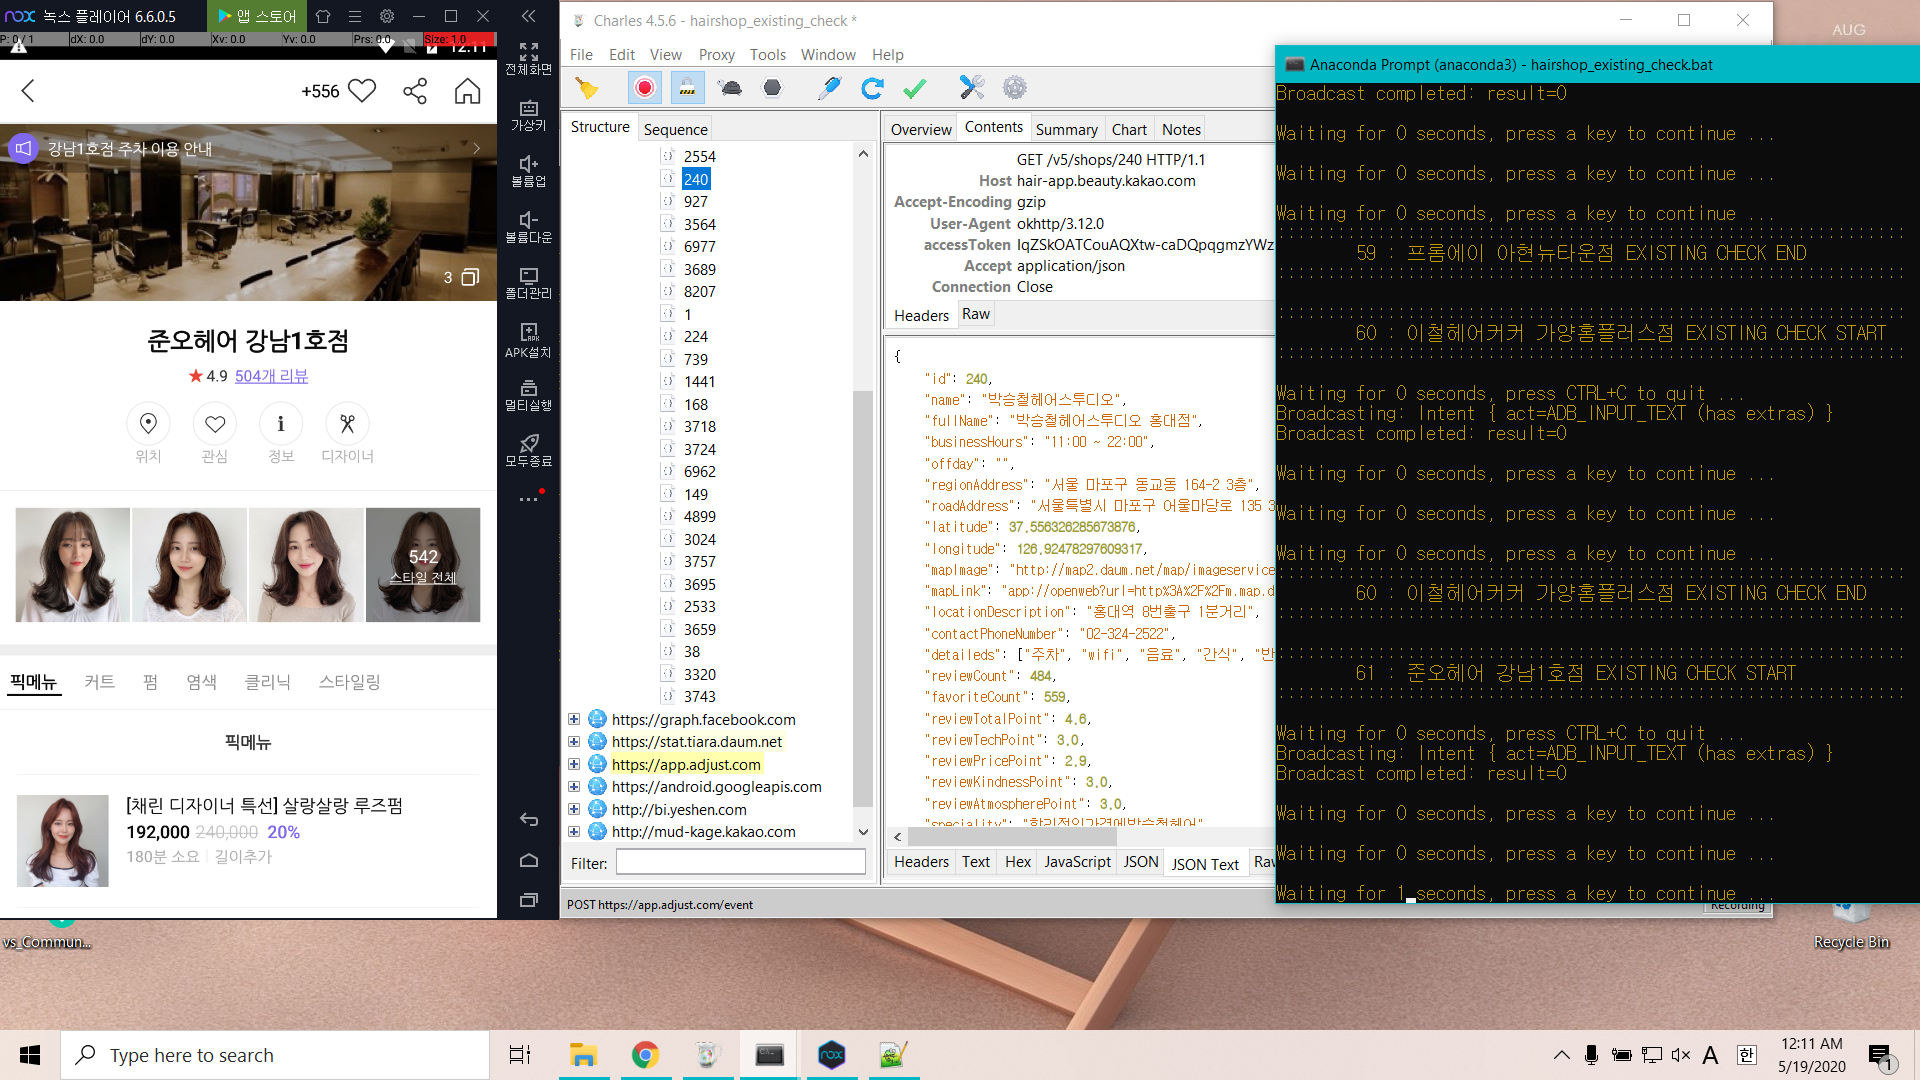 nox 녹스 플레이어 6.6.0.5
앱 스토어
P: 0 / 1 dX: 0.0 dY: 0.0 Xv: 0.0 Yv: 0.0 Prs: 0.0 Size: 1.0
12:11
+556
강남1호점 주차 이용 안내
3
준오헤어 강남1호점
★ 4.9 504개 리뷰
위치 관심 정보 디자이너
542
스타일 전체
픽메뉴 커트 펌 염색 클리닉 스타일링
픽메뉴
[채린 디자이너 특선] 살랑살랑 루즈펌
192,000 240,000 20%
180분 소요 길이추가
전체화면
가상키
볼륨업
볼륨다운
폴더관리
APK설치
멀티실행
모두종료
Charles 4.5.6 - hairshop_existing_check *
File Edit View Proxy Tools Window Help
Structure Sequence
2554
240
927
3564
6977
3689
8207
1
224
739
1441
168
3718
3724
6962
149
4899
3024
3757
3695
2533
3659
38
3320
3743
https://graph.facebook.com
https://stat.tiara.daum.net
https://app.adjust.com
https://android.googleapis.com
http://bi.yeshen.com
http://mud-kage.kakao.com
Filter:
POST https://app.adjust.com/event
Overview Contents Summary Chart Notes
GET /v5/shops/240 HTTP/1.1
Host hair-app.beauty.kakao.com
Accept-Encoding gzip
User-Agent okhttp/3.12.0
accessToken IqZSkOATCouAQXtw-caDQpqgmzYWz
Accept application/json
Connection Close
Headers Raw
{
"id": 240,
"name": "박승철헤어스투디오",
"fullName": "박승철헤어스투디오 홍대점",
"businessHours": "11:00 ~ 22:00",
"offday": "",
"regionAddress": "서울 마포구 동교동 164-2 3층",
"roadAddress": "서울특별시 마포구 어울마당로 135 3
"latitude": 37.556326285673876,
"longitude": 126.92478297609317,
"mapImage": "http://map2.daum.net/map/imageservice
"mapLink": "app://openweb?url=http%3A%2F%2Fm.map.d
"locationDescription": "홍대역 8번출구 1분거리",
"contactPhoneNumber": "02-324-2522",
"detaileds": ["주차", "wifi", "음료", "간식", "반
"reviewCount": 484,
"favoriteCount": 559,
"reviewTotalPoint": 4.6,
"reviewTechPoint": 3.0,
"reviewPricePoint": 2.9,
"reviewKindnessPoint": 3.0,
"reviewAtmospherePoint": 3.0,
"speciality": "합리적인가격에박승철헤어"
Headers Text Hex JavaScript JSON JSON Text Raw
Recording
Anaconda Prompt (anaconda3) - hairshop_existing_check.bat
Broadcast completed: result=0
Waiting for 0 seconds, press a key to continue ...
Waiting for 0 seconds, press a key to continue ...
Waiting for 0 seconds, press a key to continue ...
59 : 프롬에이 아현뉴타운점 EXISTING CHECK END
60 : 이철헤어커커 가양홈플러스점 EXISTING CHECK START
Waiting for 0 seconds, press CTRL+C to quit ...
Broadcasting: Intent { act=ADB_INPUT_TEXT (has extras) }
Broadcast completed: result=0
Waiting for 0 seconds, press a key to continue ...
Waiting for 0 seconds, press a key to continue ...
Waiting for 0 seconds, press a key to continue ...
60 : 이철헤어커커 가양홈플러스점 EXISTING CHECK END
61 : 준오헤어 강남1호점 EXISTING CHECK START
Waiting for 0 seconds, press CTRL+C to quit ...
Broadcasting: Intent { act=ADB_INPUT_TEXT (has extras) }
Broadcast completed: result=0
Waiting for 0 seconds, press a key to continue ...
Waiting for 0 seconds, press a key to continue ...
Waiting for 1 seconds, press a key to continue ...
AUG
vs_Commun...
Recycle Bin
Type here to search
A 한
12:11 AM
5/19/2020
1